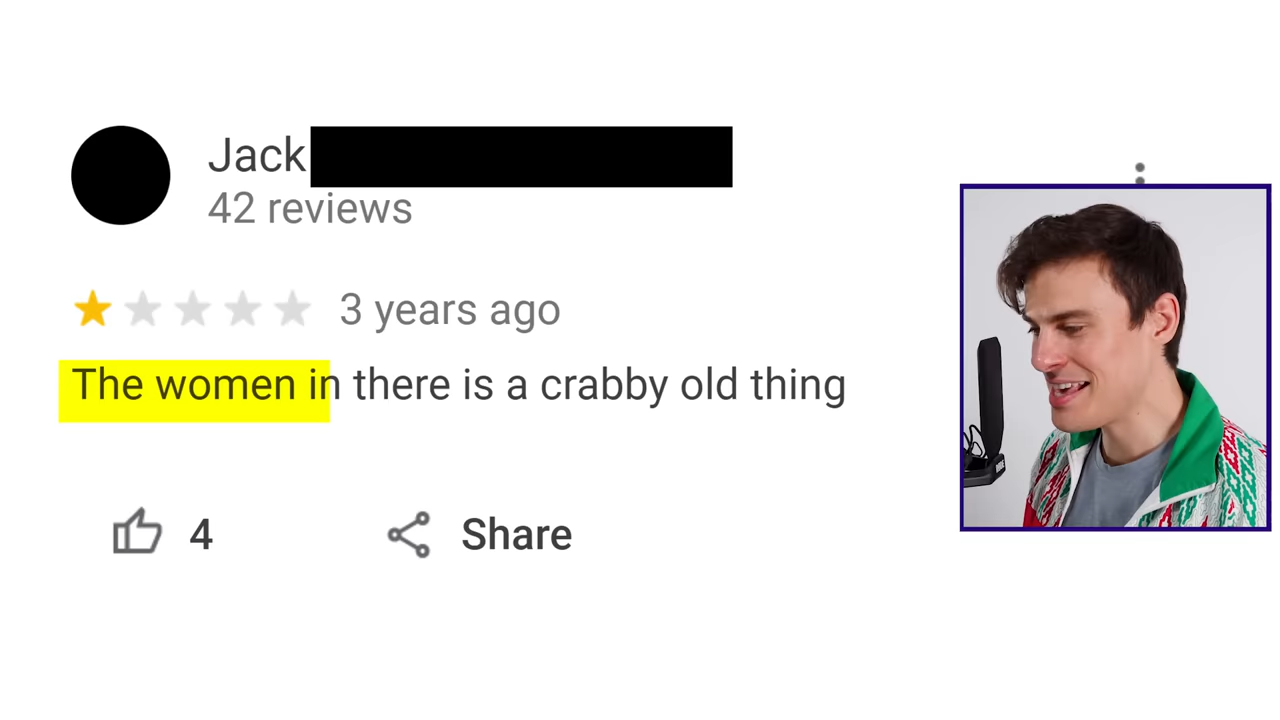 Jack
42 reviews
3 years ago
The women in there is a crabby old thing
4
Share